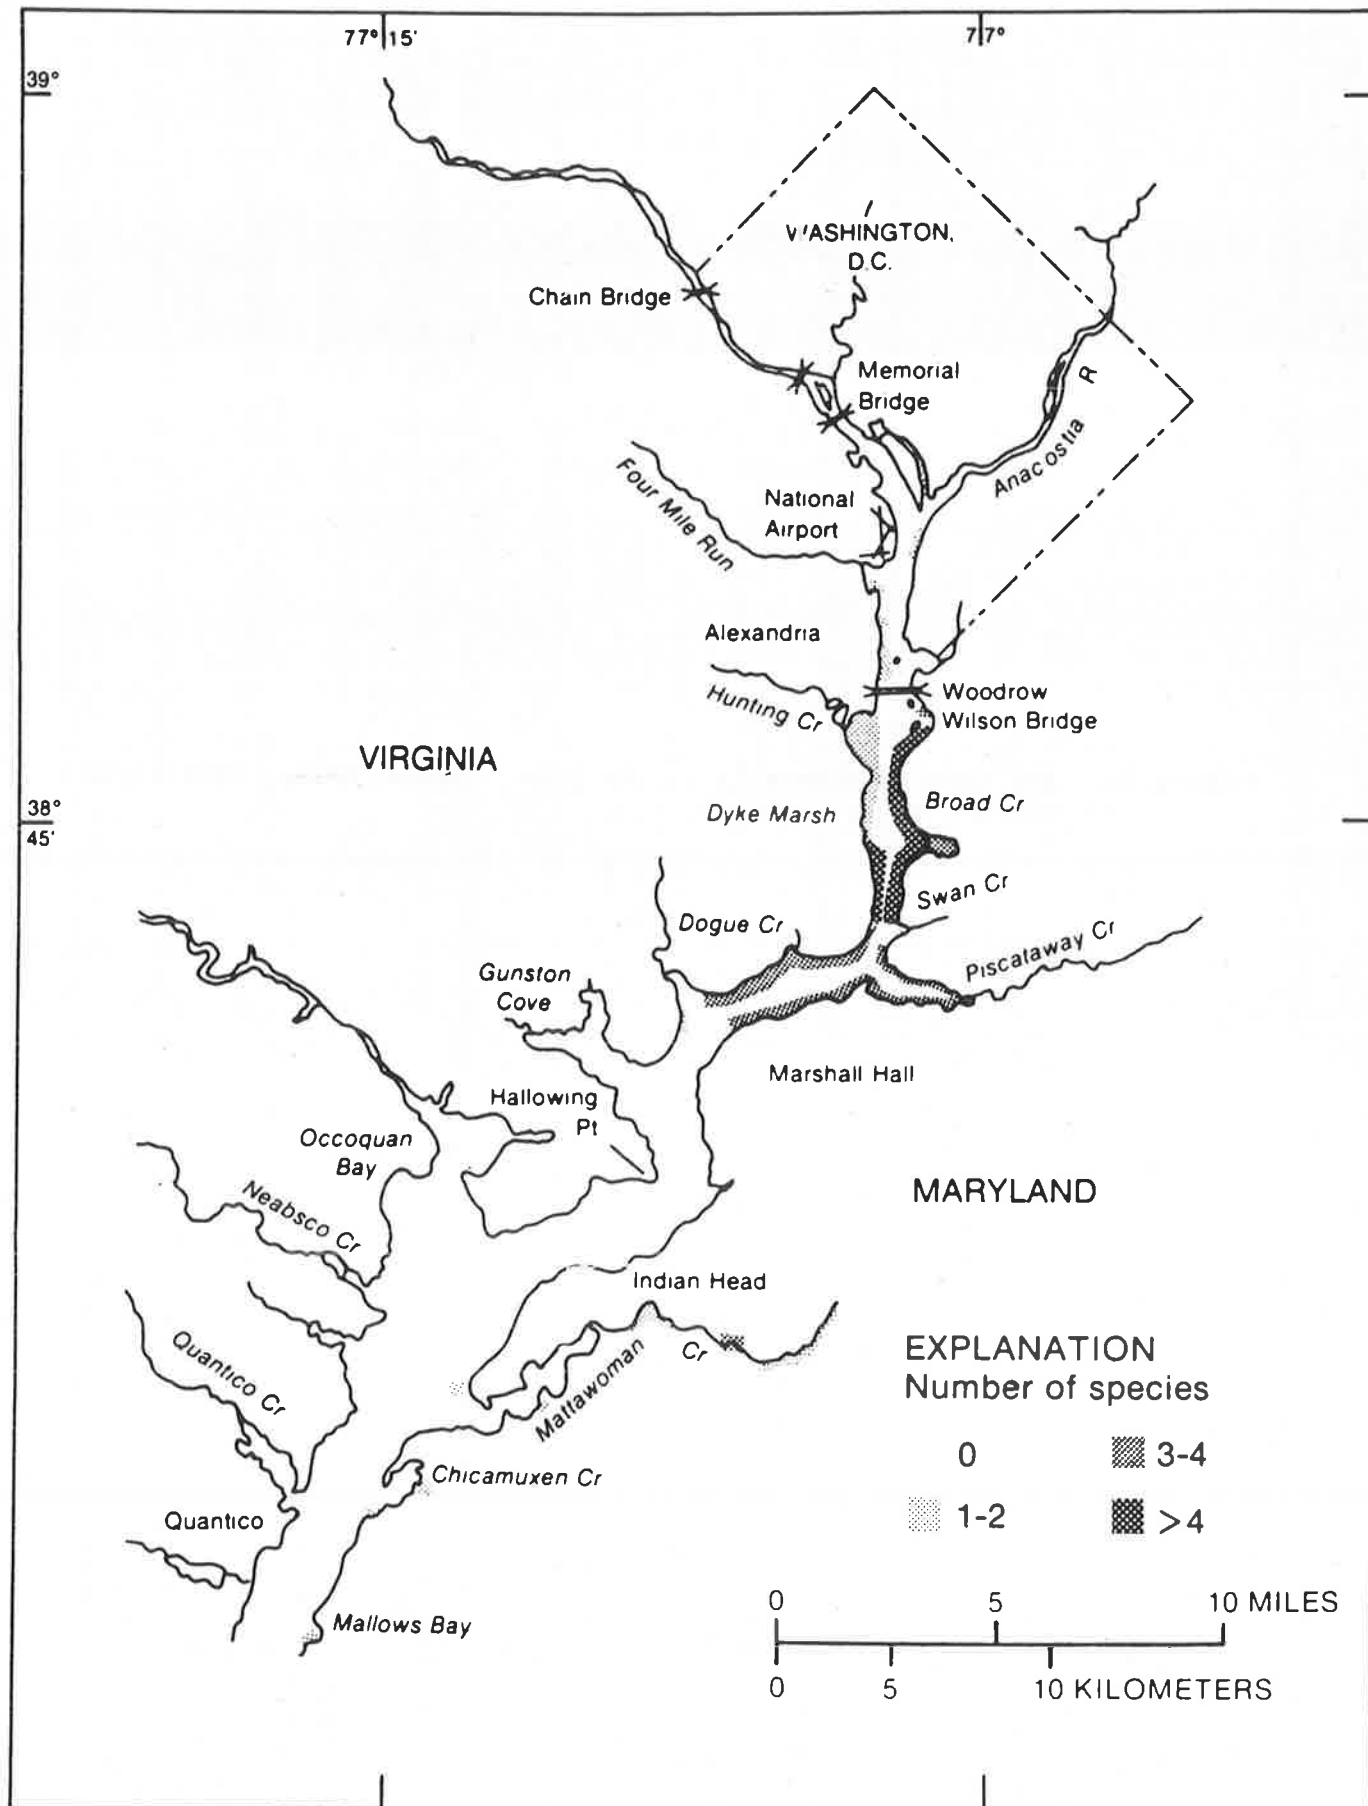 77° 15'
77°
39°
WASHINGTON,
D.C.
Chain Bridge
Memorial
Bridge
Anacostia R
Four Mile Run
National
Airport
Alexandria
Hunting Cr
Woodrow
Wilson Bridge
VIRGINIA
38°
45'
Dyke Marsh
Broad Cr
Swan Cr
Dogue Cr
Piscataway Cr
Gunston
Cove
Marshall Hall
Hallowing
Pt
Occoquan
Bay
MARYLAND
Neabsco Cr
Indian Head
Quantico Cr
Mattawoman Cr
EXPLANATION
Number of species
0
3-4
1-2
>4
Chicamuxen Cr
Quantico
Mallows Bay
0 5 10 MILES
0 5 10 KILOMETERS